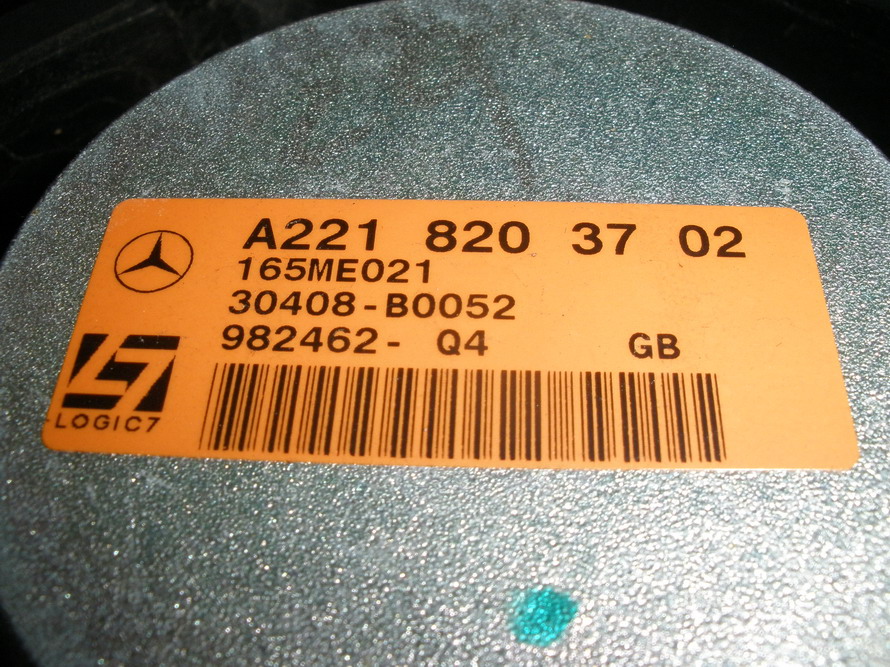 A221 820 37 02
165ME021
30408-B0052
982462- Q4 GB
LOGIC7